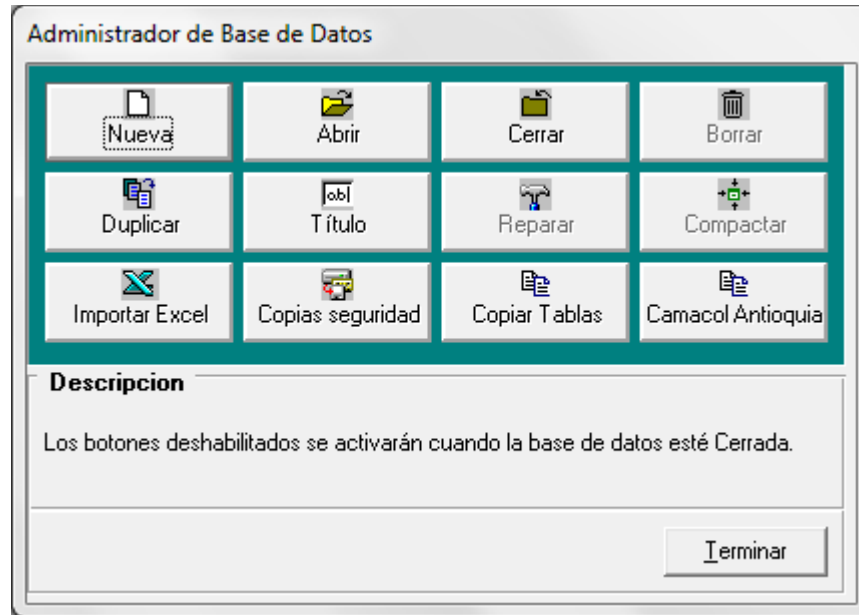 Administrador de Base de Datos
Nueva
Abrir
Cerrar
Borrar
Duplicar
abl
Título
Reparar
Compactar
Importar Excel
Copias seguridad
Copiar Tablas
Camacol Antioquia
Descripcion
Los botones deshabilitados se activarán cuando la base de datos esté Cerrada.
Terminar